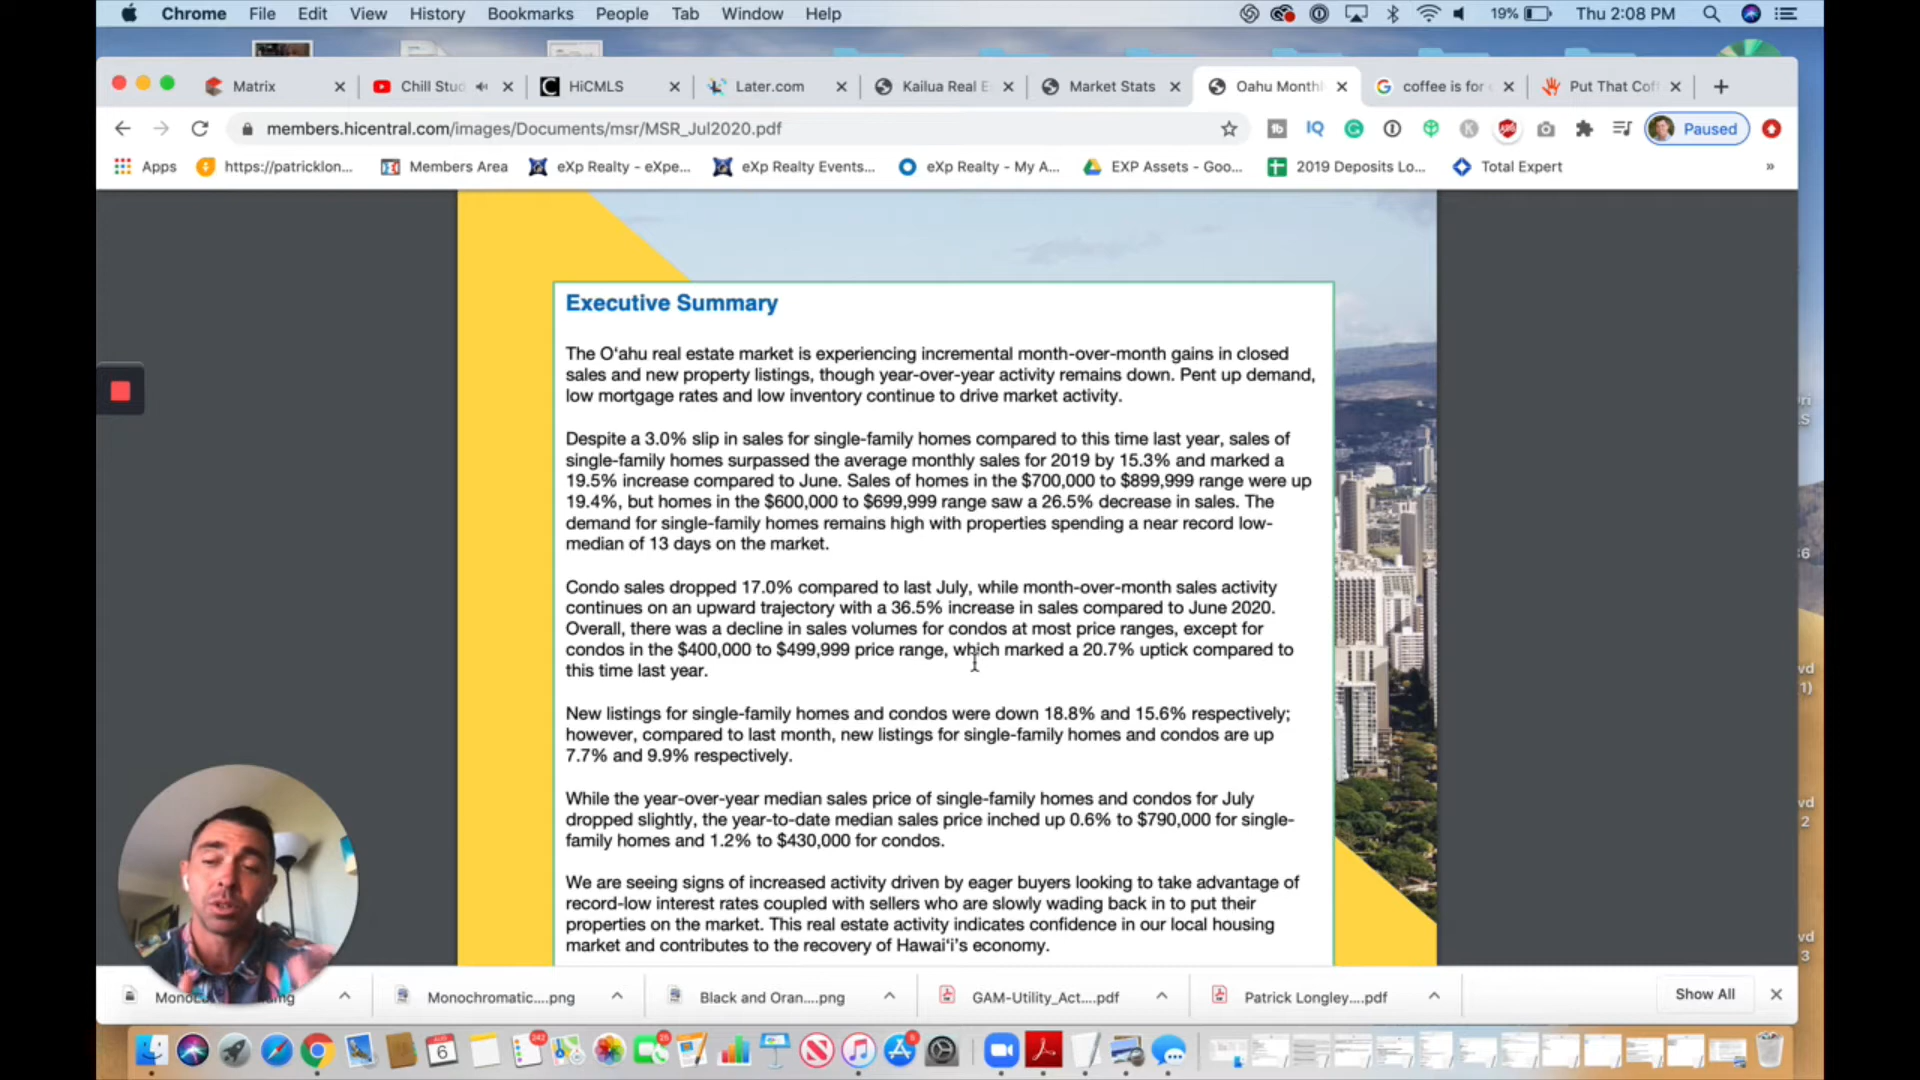 Chrome File Edit View History Bookmarks People Tab Window Help 19% Thu 2:08 PM
Matrix Chill Stu HiCMLS Later.com Kailua Real E Market Stats Oahu Monthl coffee is for Put That Cof
members.hicentral.com/images/Documents/msr/MSR_Jul2020.pdf Paused
Apps https://patricklon... Members Area eXp Realty - eXpe... eXp Realty Events... eXp Realty - My A... EXP Assets - Goo... 2019 Deposits Lo... Total Expert »
Executive Summary
The O‘ahu real estate market is experiencing incremental month-over-month gains in closed
sales and new property listings, though year-over-year activity remains down. Pent up demand,
low mortgage rates and low inventory continue to drive market activity.
Despite a 3.0% slip in sales for single-family homes compared to this time last year, sales of
single-family homes surpassed the average monthly sales for 2019 by 15.3% and marked a
19.5% increase compared to June. Sales of homes in the $700,000 to $899,999 range were up
19.4%, but homes in the $600,000 to $699,999 range saw a 26.5% decrease in sales. The
demand for single-family homes remains high with properties spending a near record low-
median of 13 days on the market.
Condo sales dropped 17.0% compared to last July, while month-over-month sales activity
continues on an upward trajectory with a 36.5% increase in sales compared to June 2020.
Overall, there was a decline in sales volumes for condos at most price ranges, except for
condos in the $400,000 to $499,999 price range, which marked a 20.7% uptick compared to
this time last year.
New listings for single-family homes and condos were down 18.8% and 15.6% respectively;
however, compared to last month, new listings for single-family homes and condos are up
7.7% and 9.9% respectively.
While the year-over-year median sales price of single-family homes and condos for July
dropped slightly, the year-to-date median sales price inched up 0.6% to $790,000 for single-
family homes and 1.2% to $430,000 for condos.
We are seeing signs of increased activity driven by eager buyers looking to take advantage of
record-low interest rates coupled with sellers who are slowly wading back in to put their
properties on the market. This real estate activity indicates confidence in our local housing
market and contributes to the recovery of Hawai‘i’s economy.
Monochromatic....png Black and Oran....png GAM-Utility_Act....pdf Patrick Longley....pdf Show All